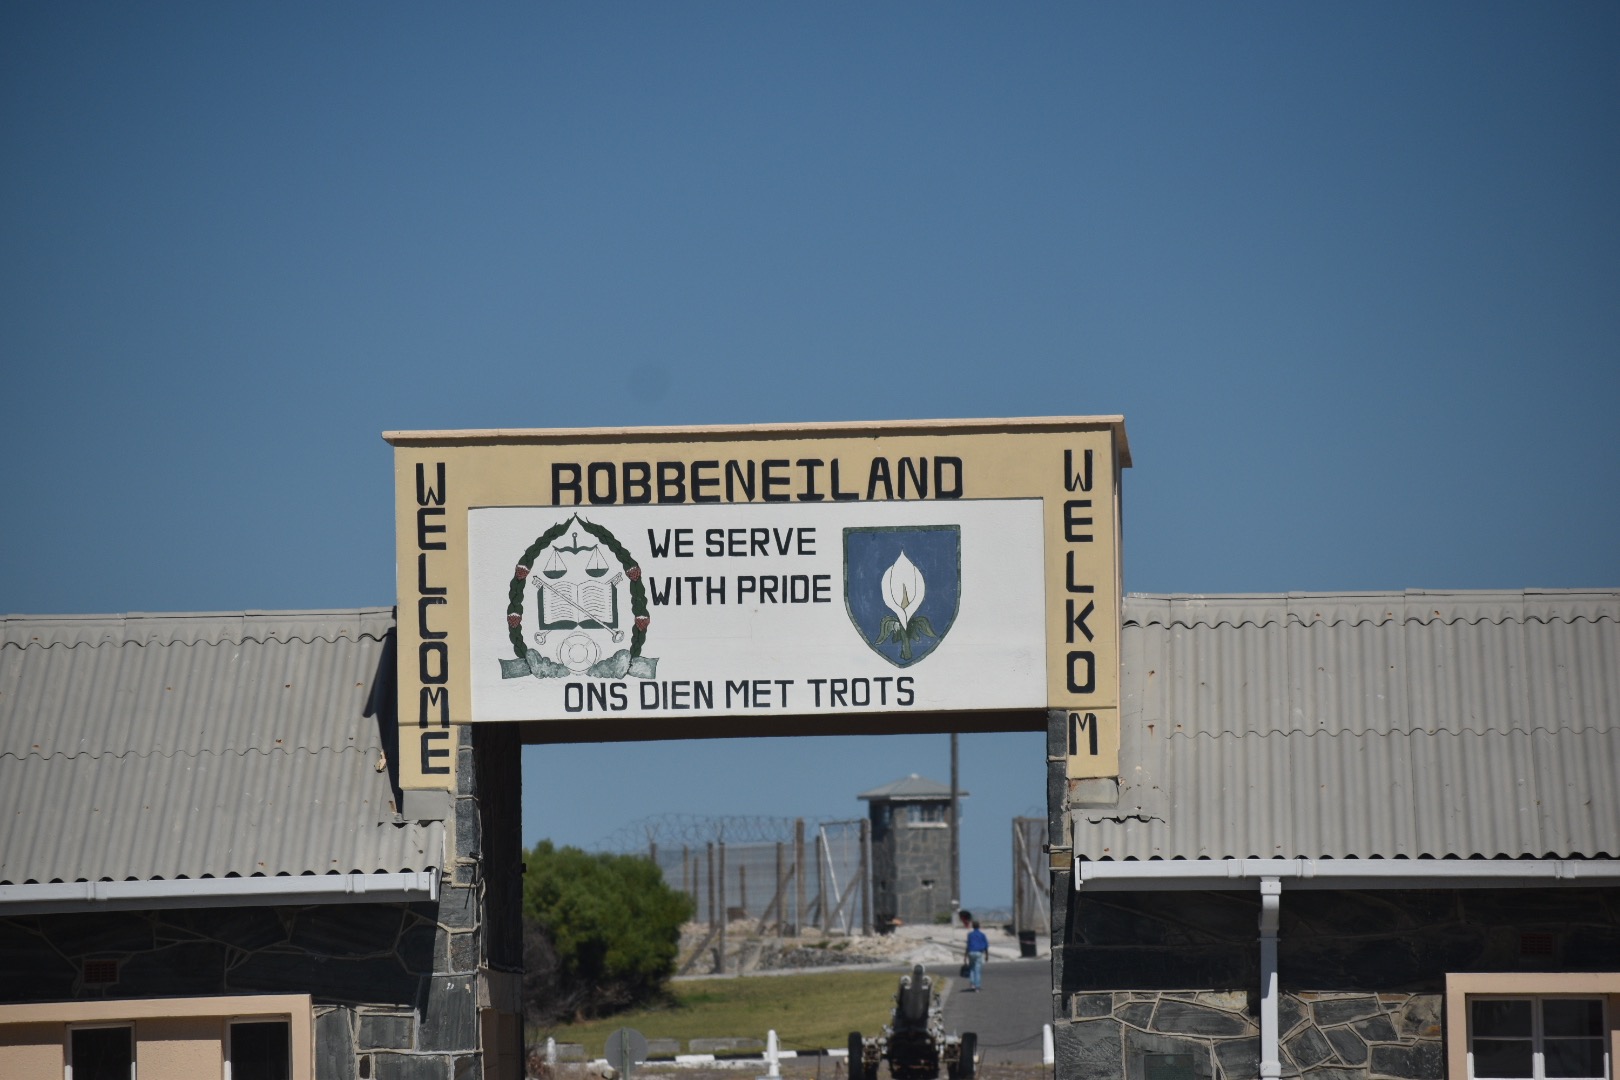 WELCOME
ROBBENEILAND
WE SERVE
WITH PRIDE
ONS DIEN MET TROTS
WELKOM